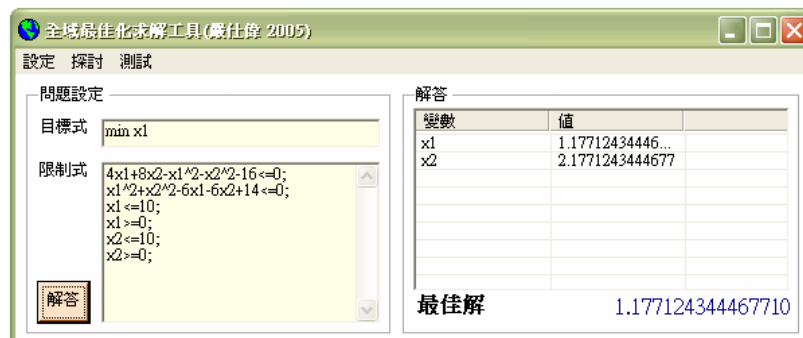 全域最佳化求解工具(嚴仕偉 2005)
設定 探討 測試
問題設定
目標式 min x1
限制式
4x1+8x2-x1^2-x2^2-16<=0;
x1^2+x2^2-6x1-6x2+14<=0;
x1<=10;
x1>=0;
x2<=10;
x2>=0;
解答
解答
變數 值
x1 1.17712434446...
x2 2.1771243444677
最佳解 1.177124344467710